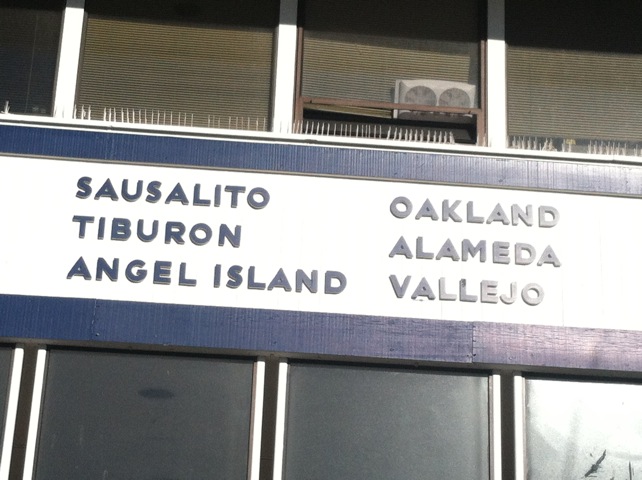 SAUSALITO
TIBURON
ANGEL ISLAND
OAKLAND
ALAMEDA
VALLEJO